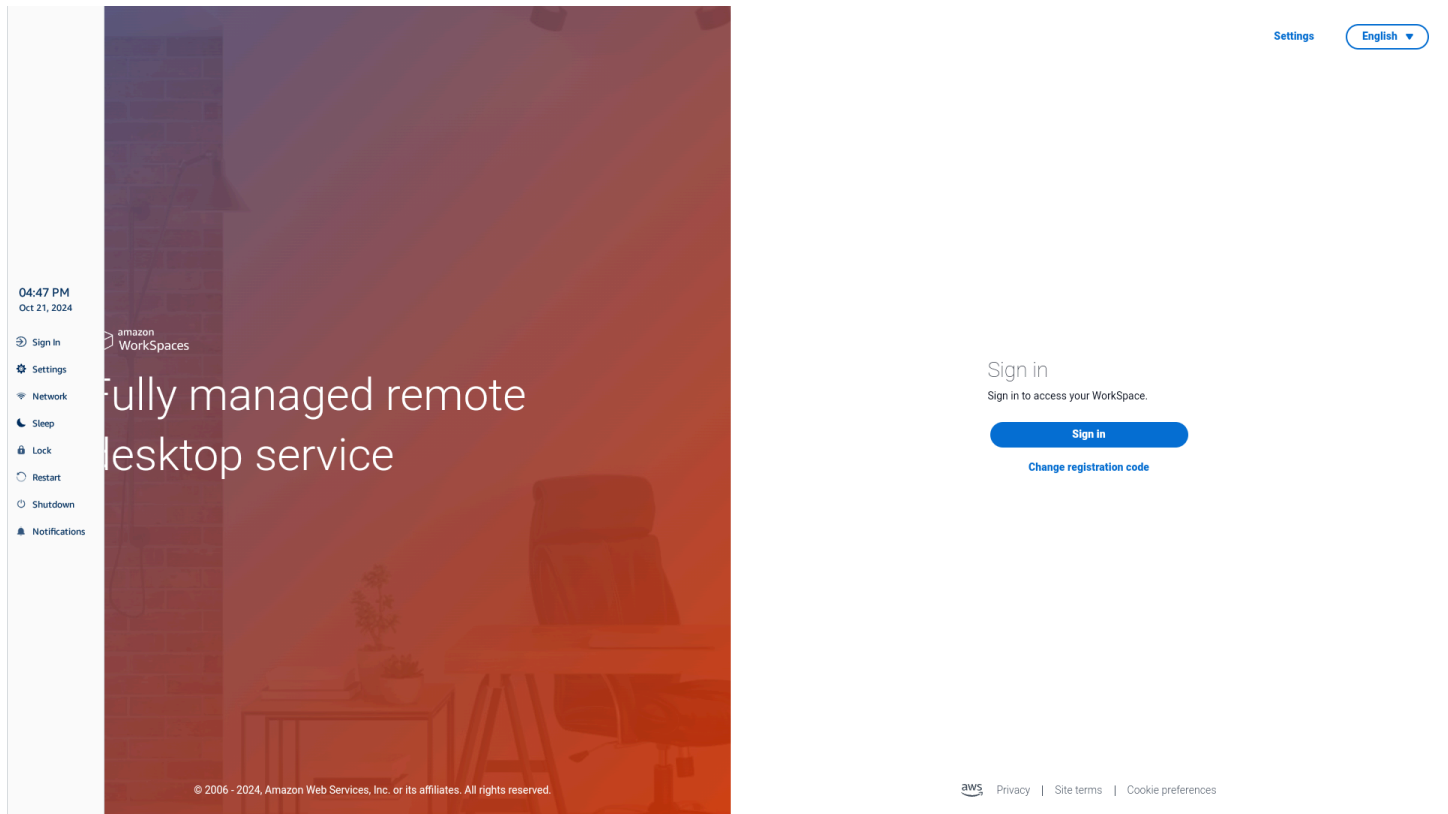 04:47 PM
Oct 21, 2024
Sign In
Settings
Network
Sleep
Lock
Restart
Shutdown
Notifications
amazon
WorkSpaces
Fully managed remote
desktop service
© 2006 - 2024, Amazon Web Services, Inc. or its affiliates. All rights reserved.
Settings
English
Sign in
Sign in to access your WorkSpace.
Sign in
Change registration code
aws Privacy | Site terms | Cookie preferences